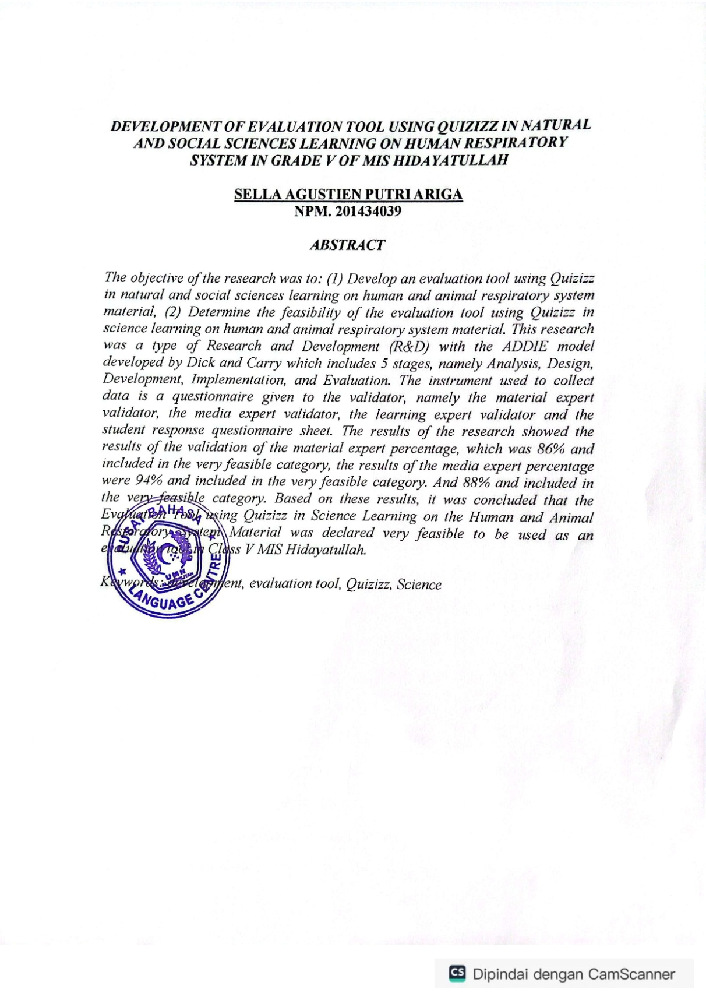 DEVELOPMENT OF EVALUATION TOOL USING QUIZIZZ IN NATURAL
AND SOCIAL SCIENCES LEARNING ON HUMAN RESPIRATORY
SYSTEM IN GRADE V OF MIS HIDAYATULLAH
SELLA AGUSTIEN PUTRI ARIGA
NPM. 201434039
ABSTRACT
The objective of the research was to: (1) Develop an evaluation tool using Quizizz
in natural and social sciences learning on human and animal respiratory system
material, (2) Determine the feasibility of the evaluation tool using Quizizz in
science learning on human and animal respiratory system material. This research
was a type of Research and Development (R&D) with the ADDIE model
developed by Dick and Carry which includes 5 stages, namely Analysis, Design,
Development, Implementation, and Evaluation. The instrument used to collect
data is a questionnaire given to the validator, namely the material expert
validator, the media expert validator, the learning expert validator and the
student response questionnaire sheet. The results of the research showed the
results of the validation of the material expert percentage, which was 86% and
included in the very feasible category, the results of the media expert percentage
were 94% and included in the very feasible category. And 88% and included in
the very feasible category. Based on these results, it was concluded that the
Evaluation Tool using Quizizz in Science Learning on the Human and Animal
Respiratory System Material was declared very feasible to be used as an
evaluation tool in Class V MIS Hidayatullah.
Keywords: development, evaluation tool, Quizizz, Science
PUSAT BAHASA
UMN
LANGUAGE CENTRE
CS Dipindai dengan CamScanner